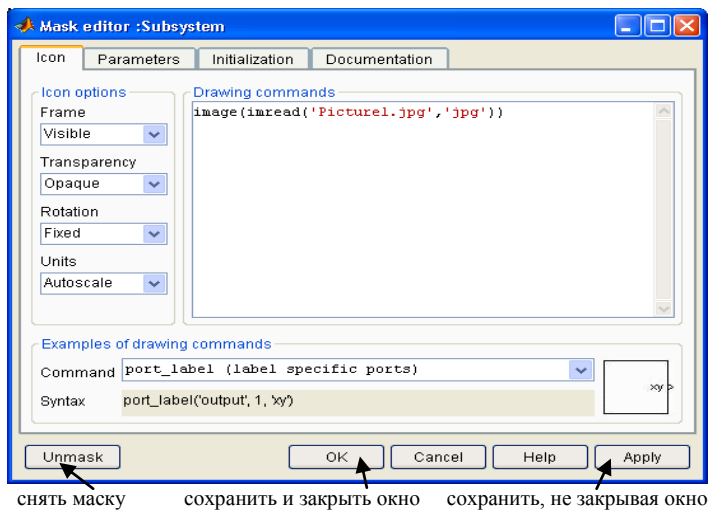 Mask editor :Subsystem
Icon Parameters Initialization Documentation
Icon options
Frame
Visible
Transparency
Opaque
Rotation
Fixed
Units
Autoscale
Drawing commands
image(imread('Picture1.jpg','jpg'))
Examples of drawing commands
Command port_label (label specific ports)
Syntax port_label('output', 1, 'xy')
xy >
Unmask OK Cancel Help Apply
снять маску сохранить и закрыть окно сохранить, не закрывая окно